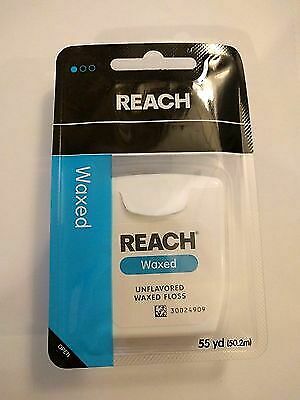 REACH®
Waxed
REACH®
Waxed
UNFLAVORED
WAXED FLOSS
30024909
55 yd (50.2m)
OPEN